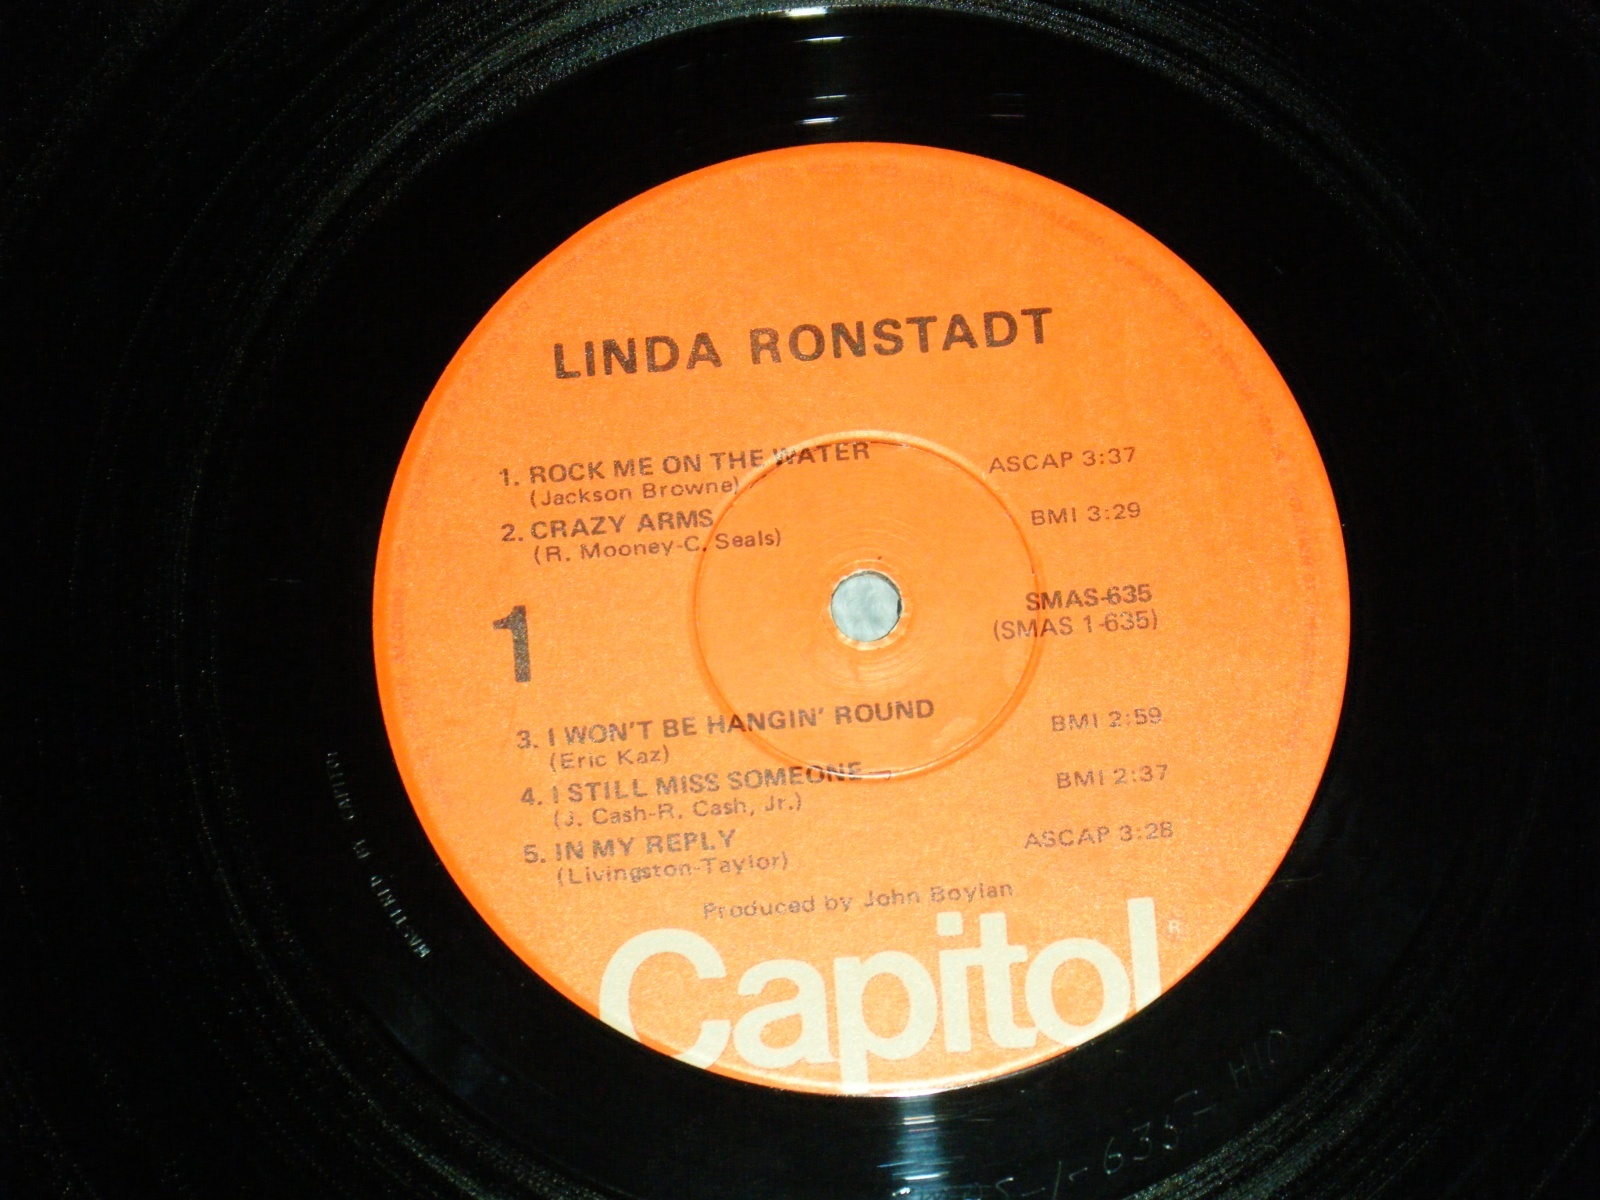 LINDA RONSTADT
1. ROCK ME ON THE WATER ASCAP 3:37
(Jackson Browne)
2. CRAZY ARMS BMI 3:29
(R. Mooney-C. Seals)
SMAS-635
(SMAS 1-635)
1
3. I WON'T BE HANGIN' ROUND BMI 2:59
(Eric Kaz)
4. I STILL MISS SOMEONE BMI 2:37
(J. Cash-R. Cash, Jr.)
5. IN MY REPLY ASCAP 3:28
(Livingston-Taylor)
Produced by John Boylan
Capitol
R
MASTERED BY CAPITOL